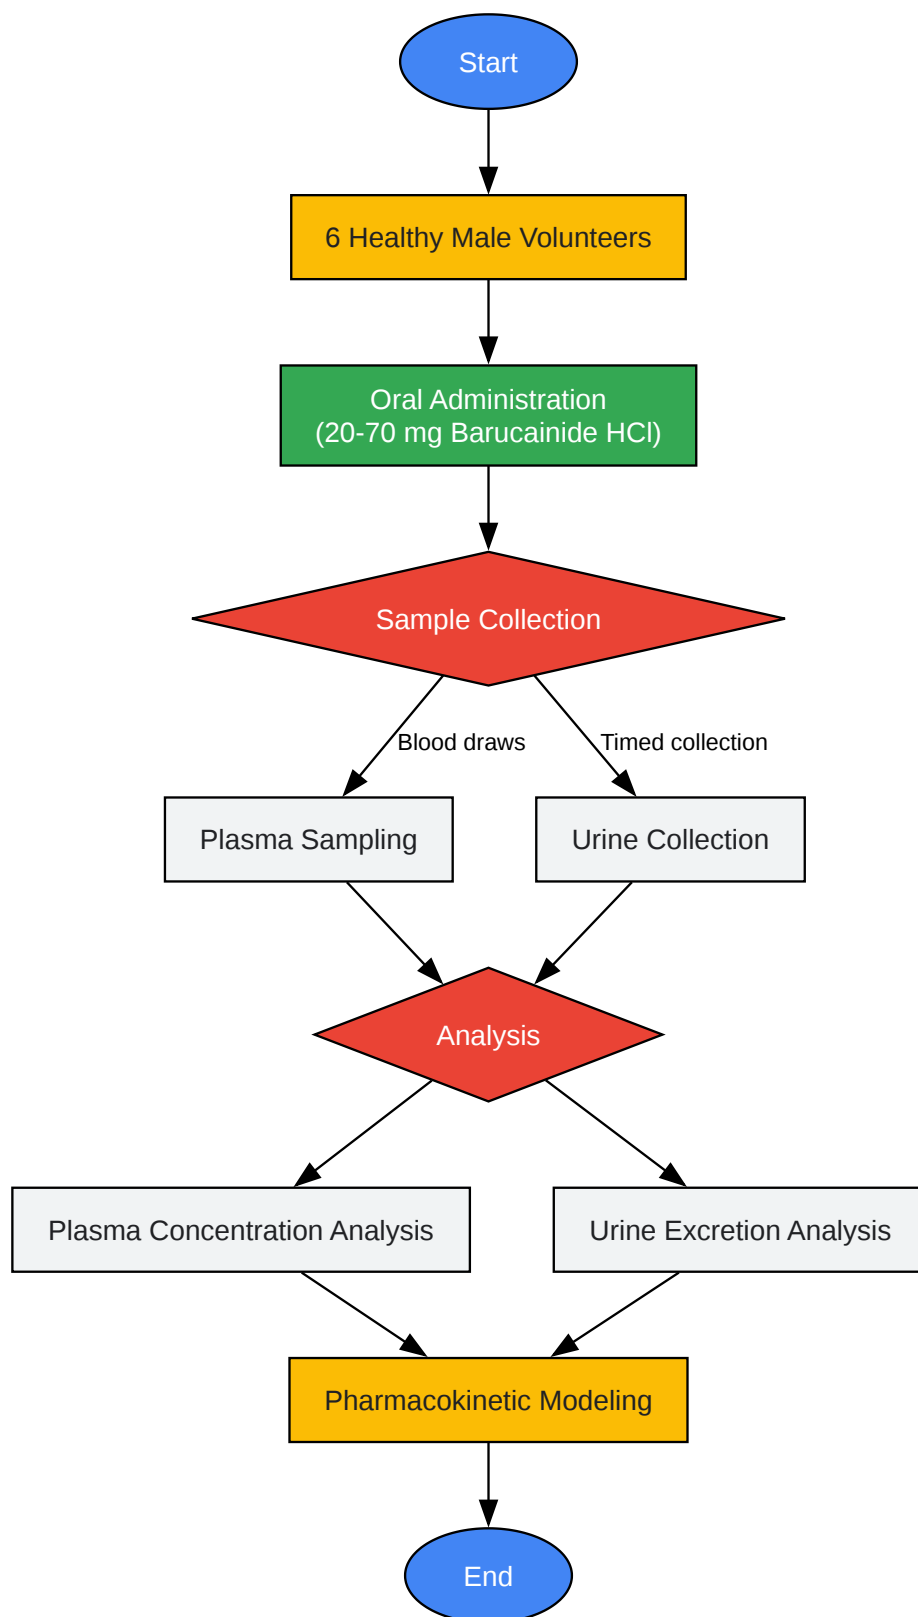 Start
6 Healthy Male Volunteers
Oral Administration
(20-70 mg Barucainide HCl)
Sample Collection
Blood draws
Timed collection
Plasma Sampling
Urine Collection
Analysis
Plasma Concentration Analysis
Urine Excretion Analysis
Pharmacokinetic Modeling
End